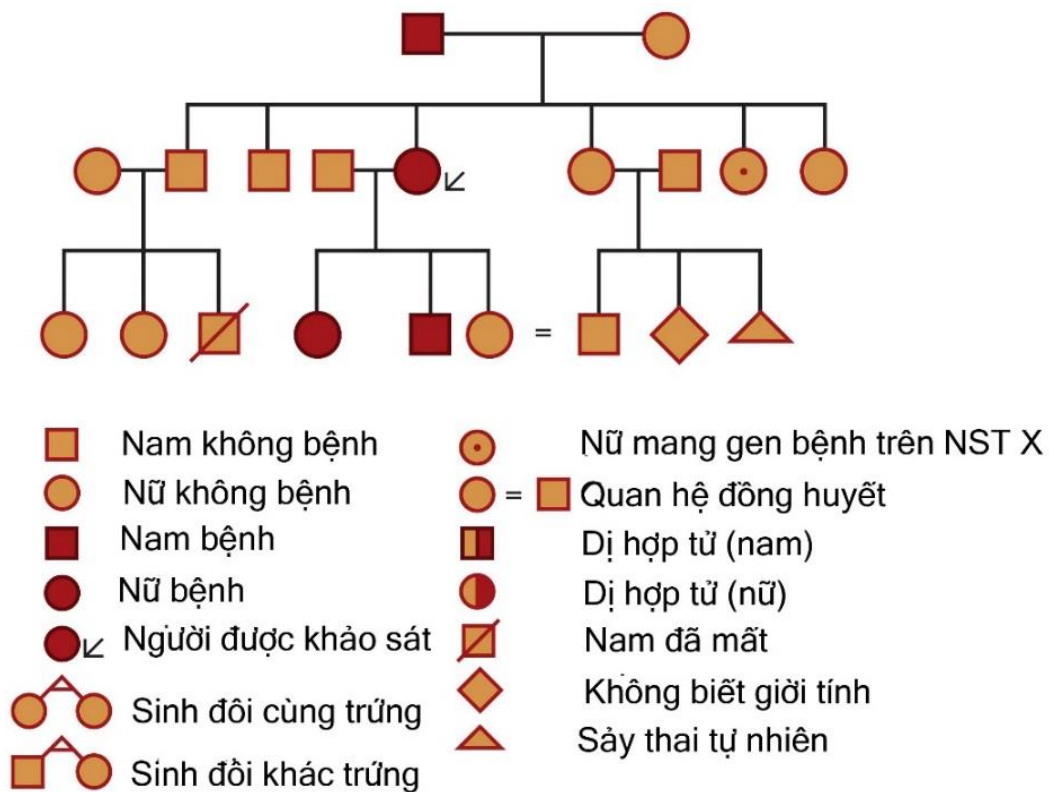 =
Nam không bệnh
Nữ không bệnh
Nam bệnh
Nữ bệnh
Người được khảo sát
Sinh đôi cùng trứng
Sinh đồi khác trứng
Nữ mang gen bệnh trên NST X
= Quan hệ đồng huyết
Dị hợp tử (nam)
Dị hợp tử (nữ)
Nam đã mất
Không biết giời tính
Sảy thai tự nhiên